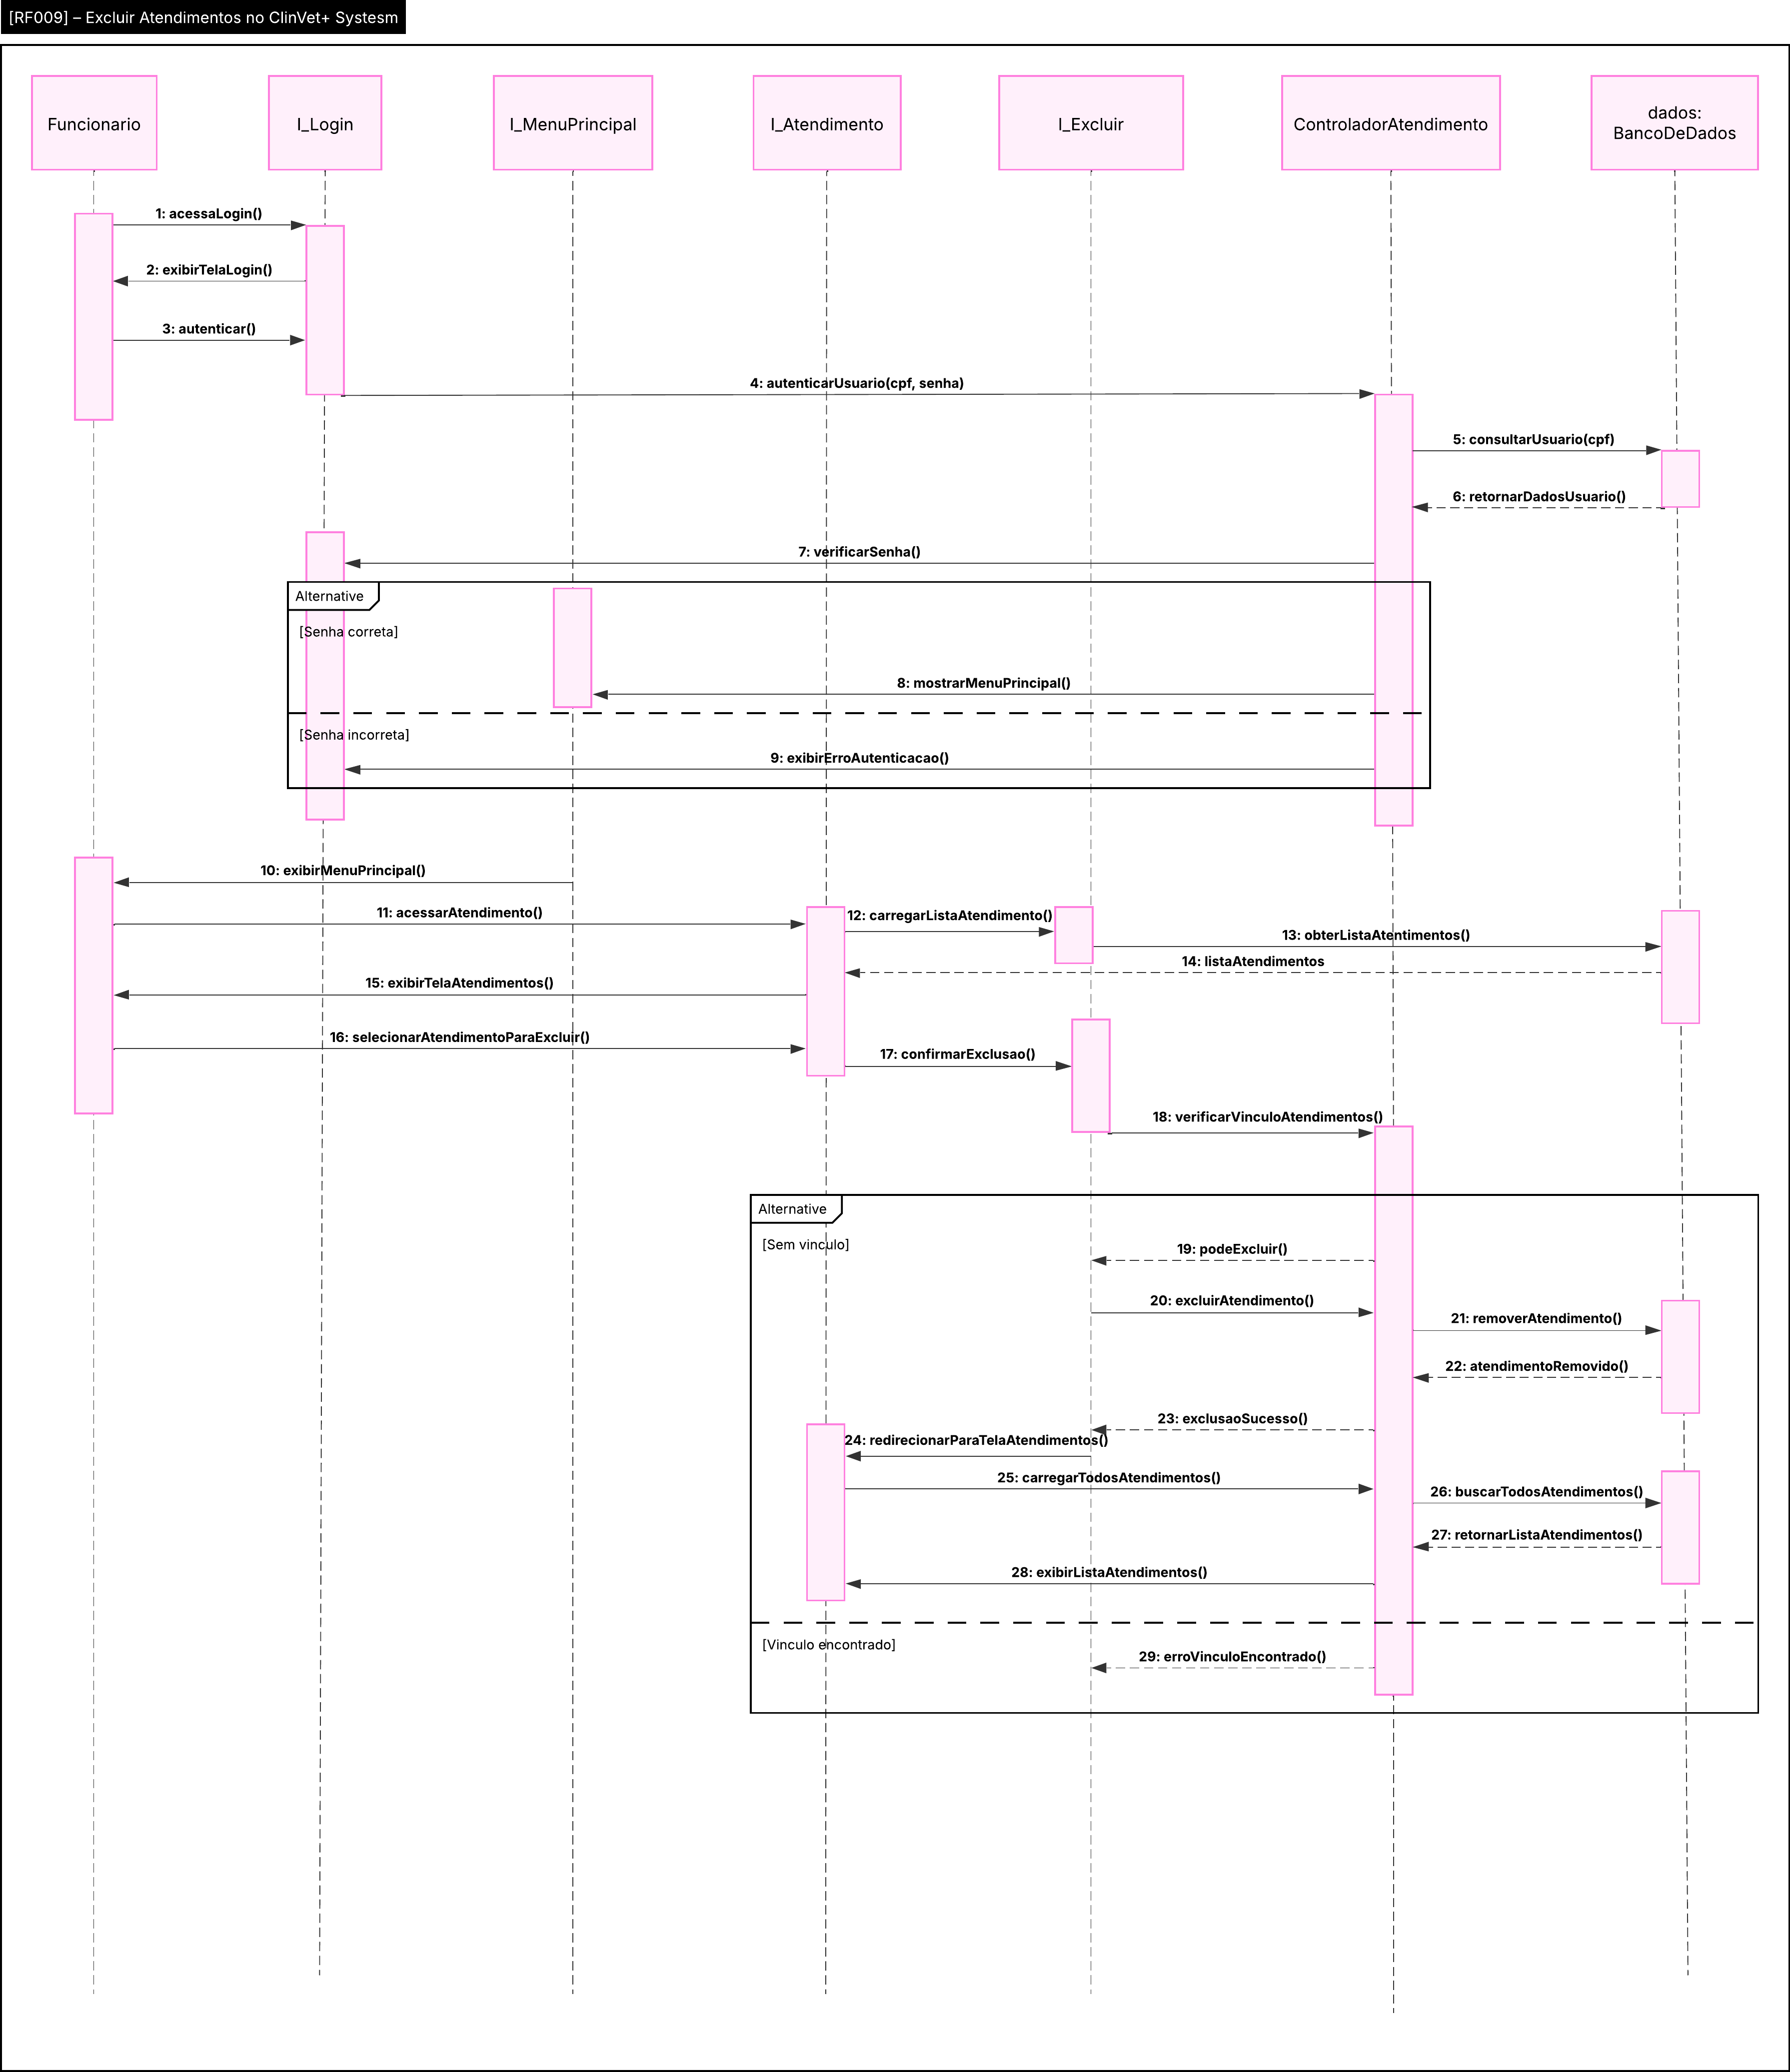 [RF009] – Excluir Atendimentos no ClinVet+ Systesm
Funcionario
I_Login
I_MenuPrincipal
I_Atendimento
I_Excluir
ControladorAtendimento
dados:
BancoDeDados
1: acessaLogin()
2: exibirTelaLogin()
3: autenticar()
4: autenticarUsuario(cpf, senha)
5: consultarUsuario(cpf)
6: retornarDadosUsuario()
7: verificarSenha()
Alternative
[Senha correta]
8: mostrarMenuPrincipal()
[Senha incorreta]
9: exibirErroAutenticacao()
10: exibirMenuPrincipal()
11: acessarAtendimento()
12: carregarListaAtendimento()
13: obterListaAtentimentos()
14: listaAtendimentos
15: exibirTelaAtendimentos()
16: selecionarAtendimentoParaExcluir()
17: confirmarExclusao()
18: verificarVinculoAtendimentos()
Alternative
[Sem vinculo]
19: podeExcluir()
20: excluirAtendimento()
21: removerAtendimento()
22: atendimentoRemovido()
23: exclusaoSucesso()
24: redirecionarParaTelaAtendimentos()
25: carregarTodosAtendimentos()
26: buscarTodosAtendimentos()
27: retornarListaAtendimentos()
28: exibirListaAtendimentos()
[Vinculo encontrado]
29: erroVinculoEncontrado()